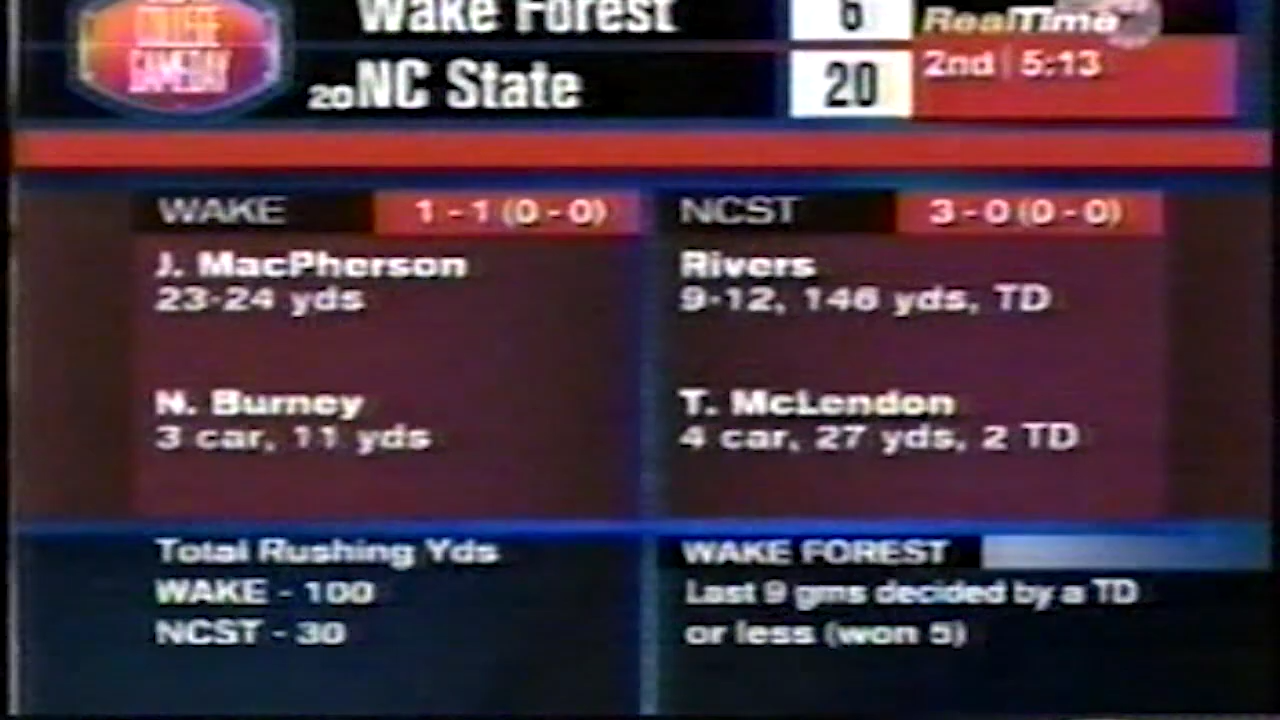 COLLEGE
GAMEDAY
Wake Forest 6
20 NC State 20
RealTime
2nd | 5:13
WAKE 1 - 1 (0 - 0)
J. MacPherson
23-24 yds
N. Burney
3 car, 11 yds
NCST 3 - 0 (0 - 0)
Rivers
9-12, 146 yds, TD
T. McLendon
4 car, 27 yds, 2 TD
Total Rushing Yds
WAKE - 100
NCST - 30
WAKE FOREST
Last 9 gms decided by a TD
or less (won 5)